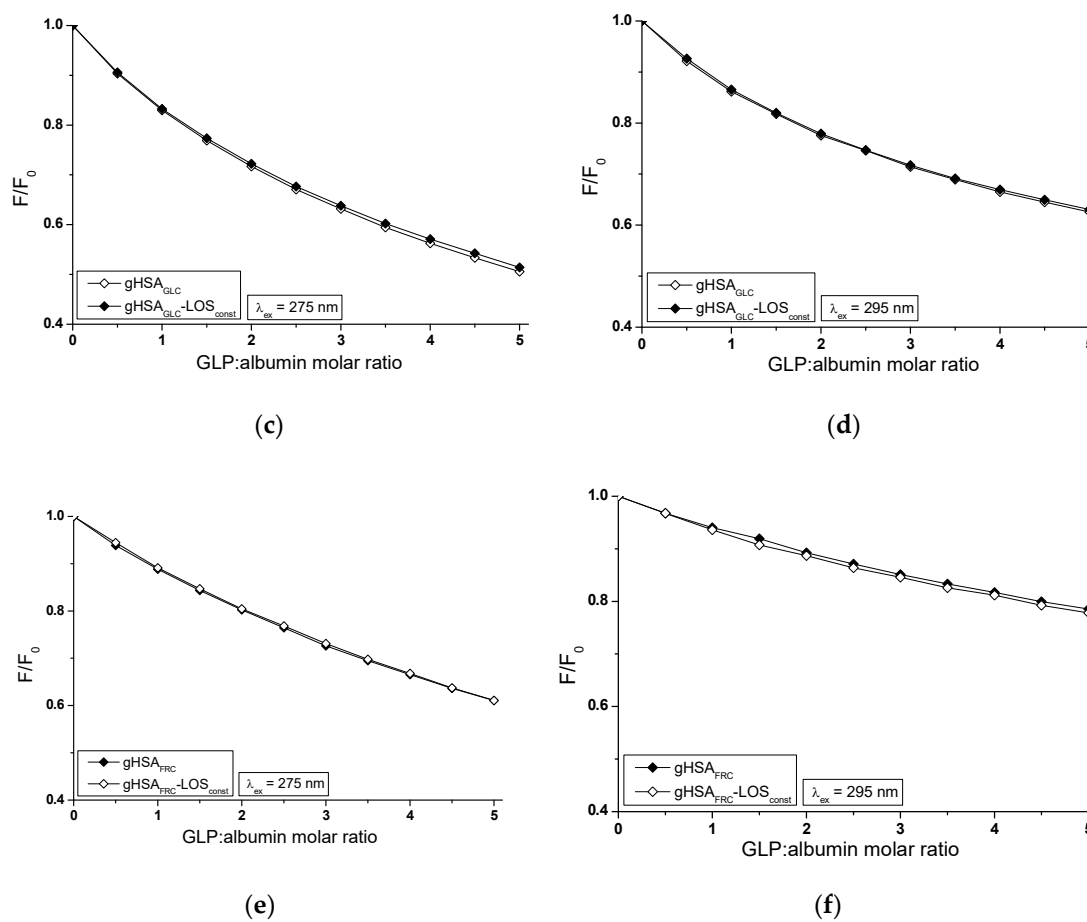 1.0
0.8
0.6
0.4
F/F0
gHSAGLC
gHSAGLC-LOSconst
λex = 275 nm
0 1 2 3 4 5
GLP:albumin molar ratio
(c)
1.0
0.8
0.6
0.4
F/F0
gHSAGLC
gHSAGLC-LOSconst
λex = 295 nm
0 1 2 3 4 5
GLP:albumin molar ratio
(d)
1.0
0.8
0.6
0.4
F/F0
gHSAFRC
gHSAFRC-LOSconst
λex = 275 nm
0 1 2 3 4 5
GLP:albumin molar ratio
(e)
1.0
0.8
0.6
0.4
F/F0
gHSAFRC
gHSAFRC-LOSconst
λex = 295 nm
0 1 2 3 4 5
GLP:albumin molar ratio
(f)